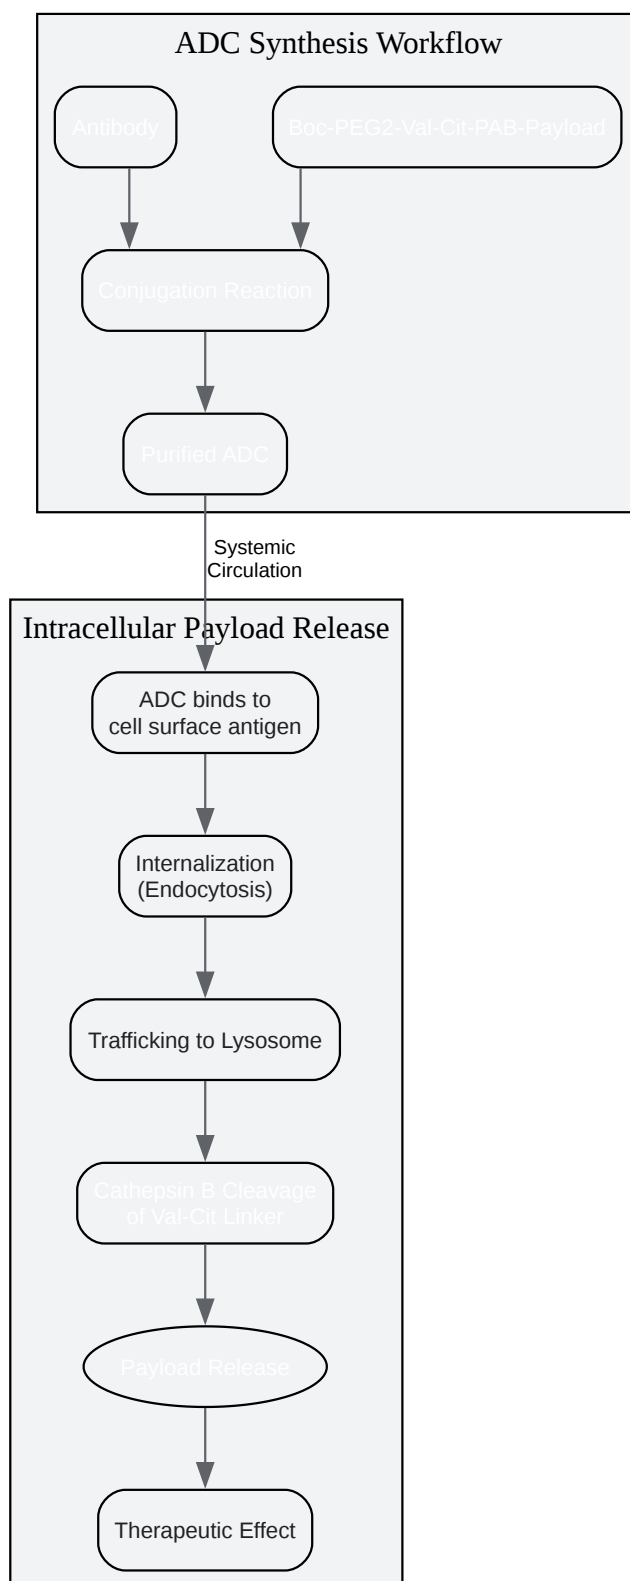 ADC Synthesis Workflow
Antibody
Boc-PEG2-Val-Cit-PAB-Payload
Conjugation Reaction
Purified ADC
Systemic
Circulation
Intracellular Payload Release
ADC binds to
cell surface antigen
Internalization
(Endocytosis)
Trafficking to Lysosome
Cathepsin B Cleavage
of Val-Cit Linker
Payload Release
Therapeutic Effect